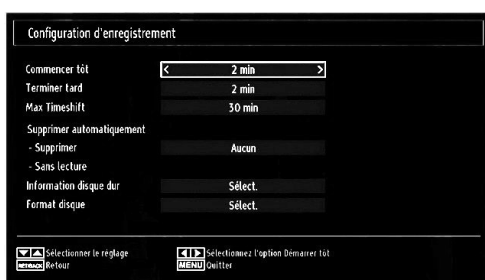 Configuration d'enregistrement
Commencer tôt < 2 min >
Terminer tard 2 min
Max Timeshift 30 min
Supprimer automatiquement
- Supprimer Aucun
- Sans lecture
Information disque dur Sélect.
Format disque Sélect.
Sélectionner le réglage Sélectionnez l'option Démarrer tôt
RETBACK Retour MENU Quitter